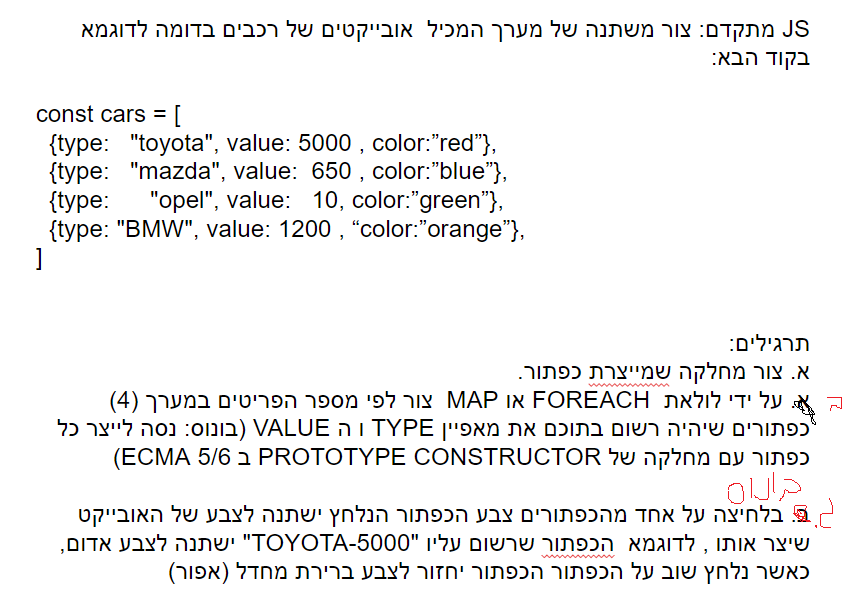 JS מתקדם: צור משתנה של מערך המכיל אובייקטים של רכבים בדומה לדוגמא
בקוד הבא:
const cars = [
{type: "toyota", value: 5000 , color:”red”},
{type: "mazda", value: 650 , color:”blue”},
{type: "opel", value: 10, color:”green”},
{type: "BMW", value: 1200 , “color:”orange”},
]
תרגילים:
א. צור מחלקה שמייצרת כפתור.
ב
א. על ידי לולאת FOREACH או MAP צור לפי מספר הפריטים במערך (4)
כפתורים שיהיה רשום בתוכם את מאפיין TYPE ו ה VALUE (בונוס: נסה לייצר כל
כפתור עם מחלקה של PROTOTYPE CONSTRUCTOR ב ECMA 5/6)
בונוס
ג. בלחיצה על אחד מהכפתורים צבע הכפתור הנלחץ ישתנה לצבע של האובייקט
שיצר אותו , לדוגמא הכפתור שרשום עליו "TOYOTA-5000" ישתנה לצבע אדום,
כאשר נלחץ שוב על הכפתור הכפתור יחזור לצבע ברירת מחדל (אפור)